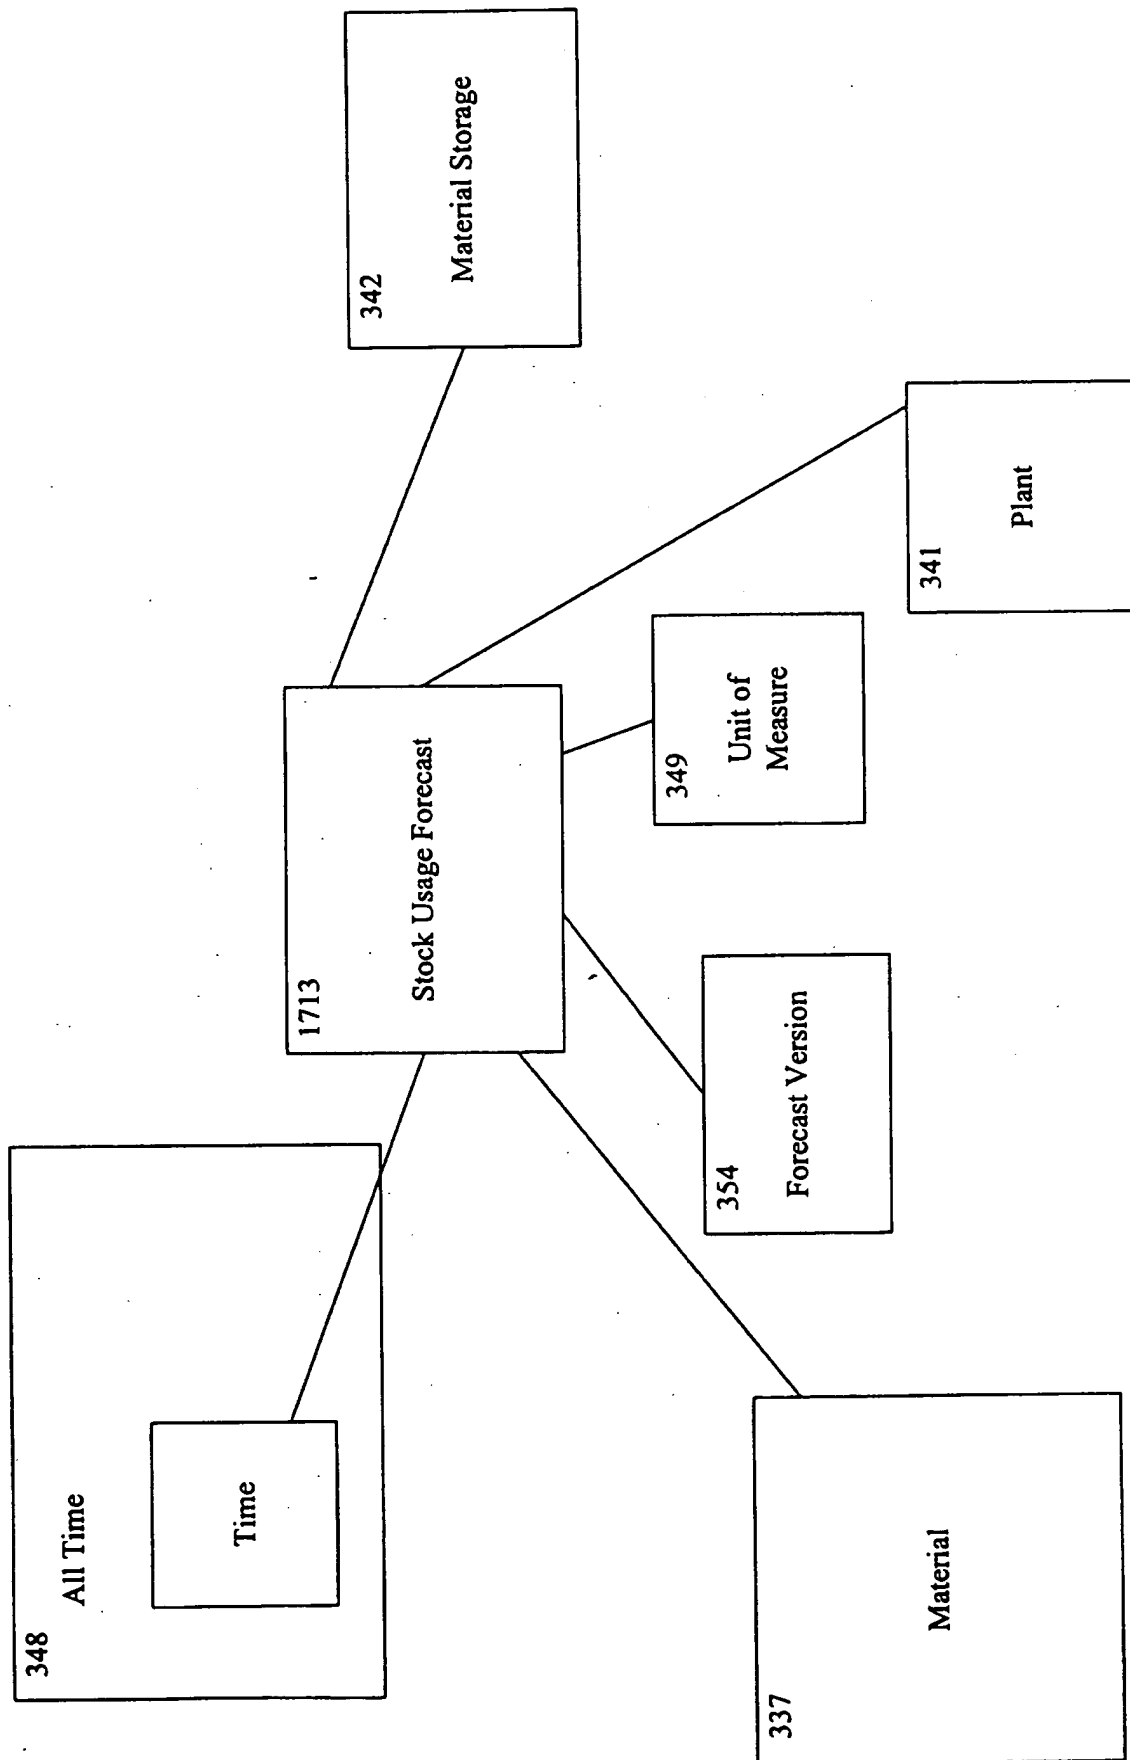 348
All Time
Time
1713
Stock Usage Forecast
342
Material Storage
337
Material
354
Forecast Version
349
Unit of
Measure
341
Plant